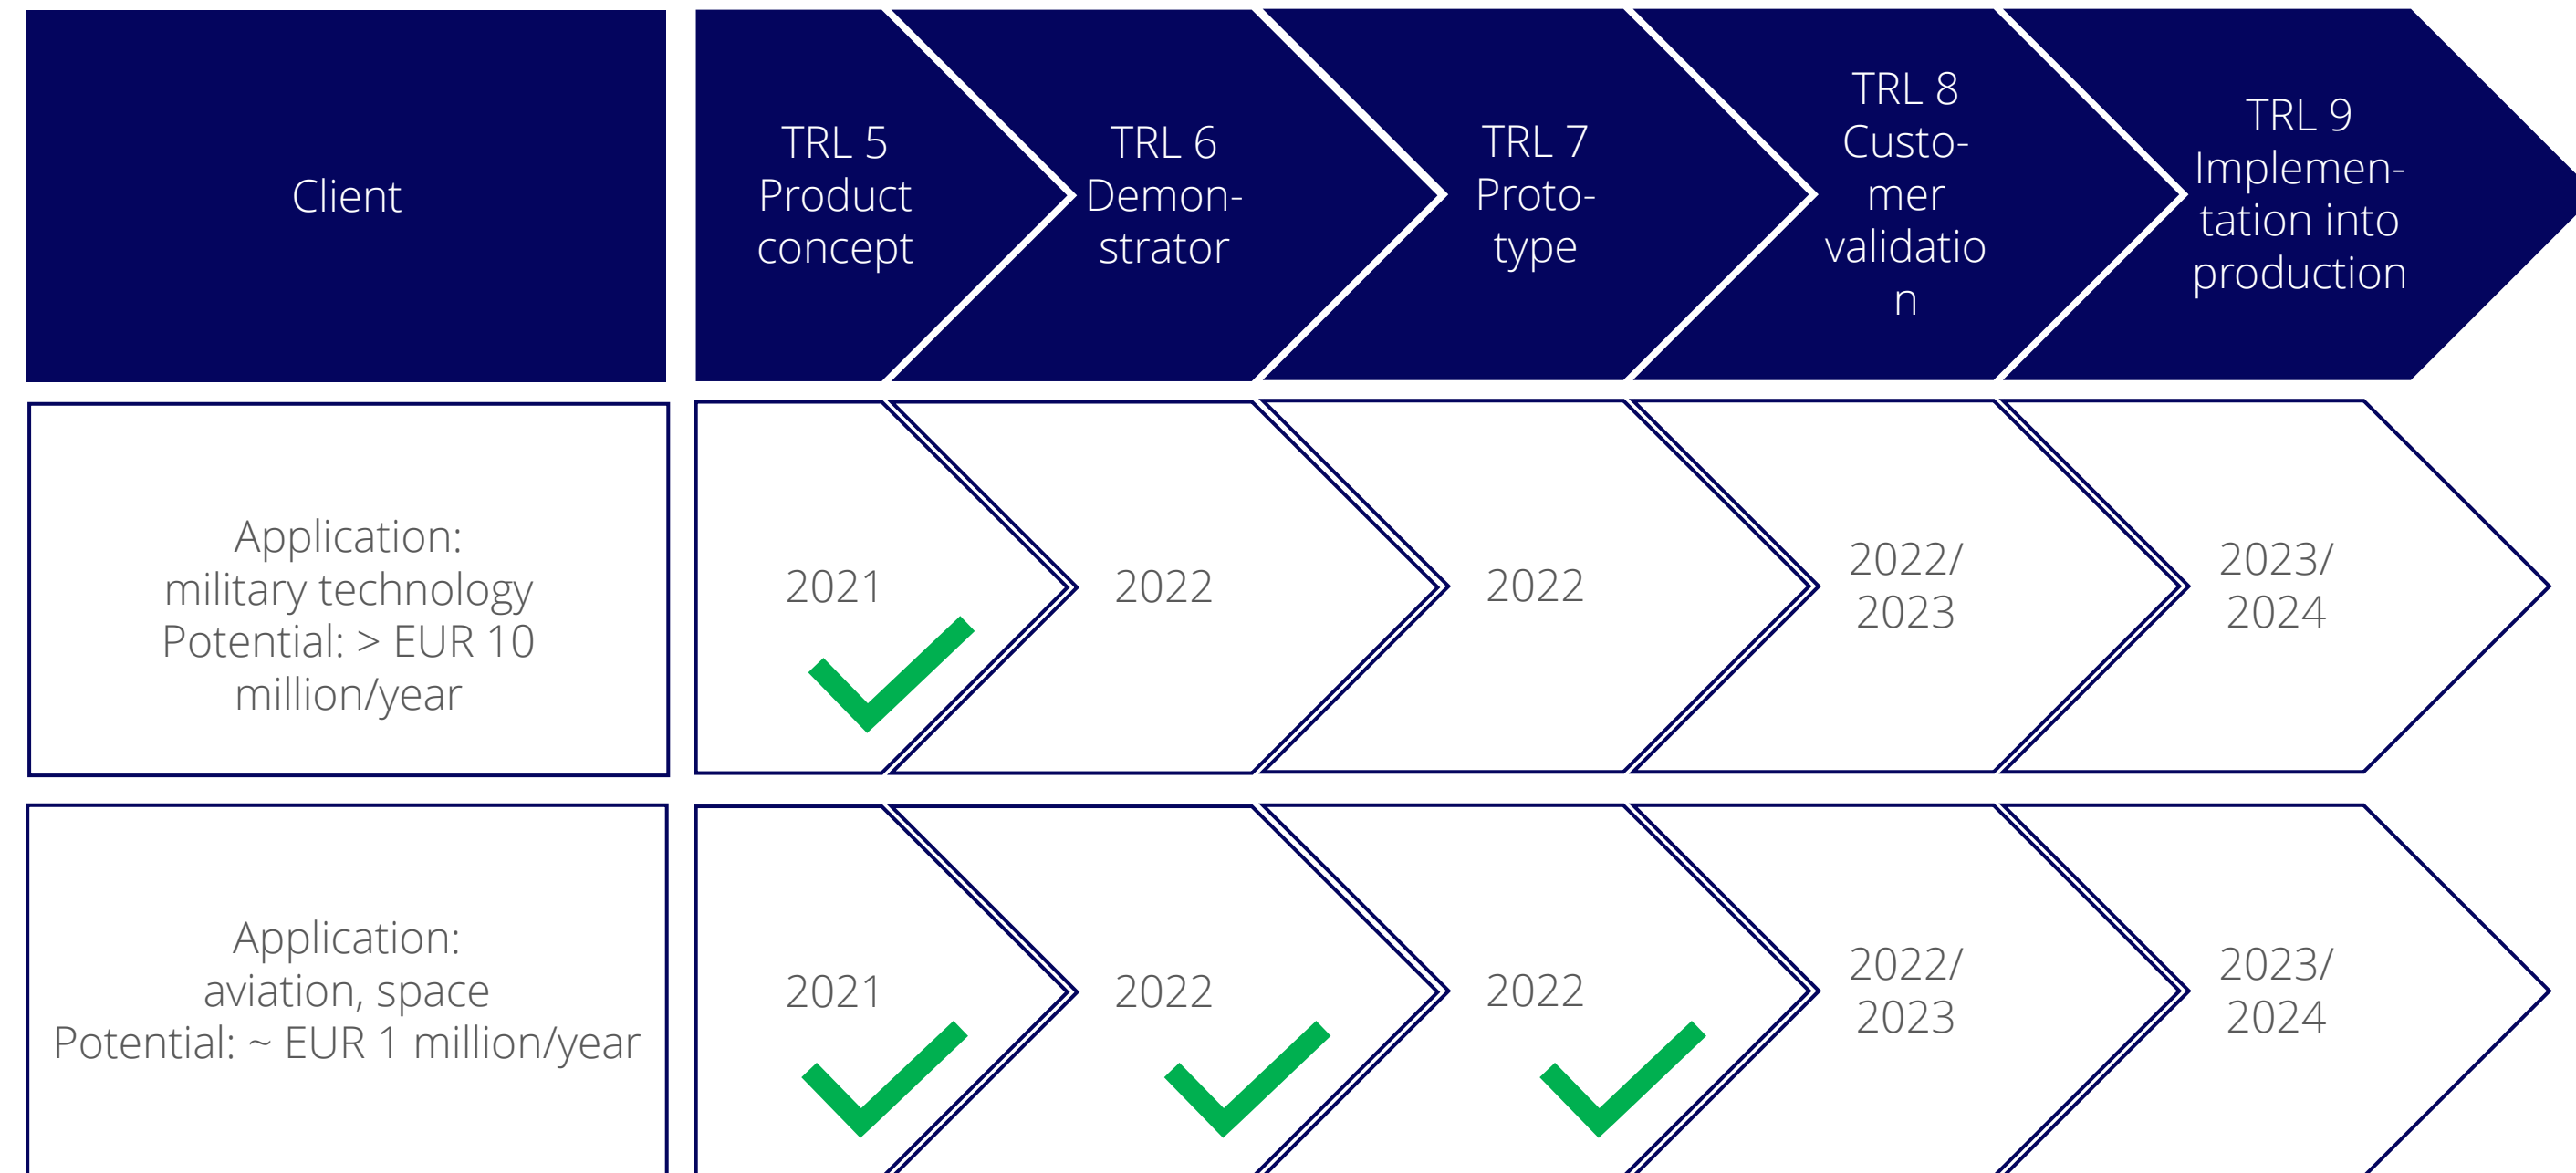 Client
TRL 5
Product
concept
TRL 6
Demon-
strator
TRL 7
Proto-
type
TRL 8
Custo-
mer
validatio
n
TRL 9
Implemen-
tation into
production
Application:
military technology
Potential: > EUR 10
million/year
2021
2022
2022
2022/
2023
2023/
2024
Application:
aviation, space
Potential: ~ EUR 1 million/year
2021
2022
2022
2022/
2023
2023/
2024